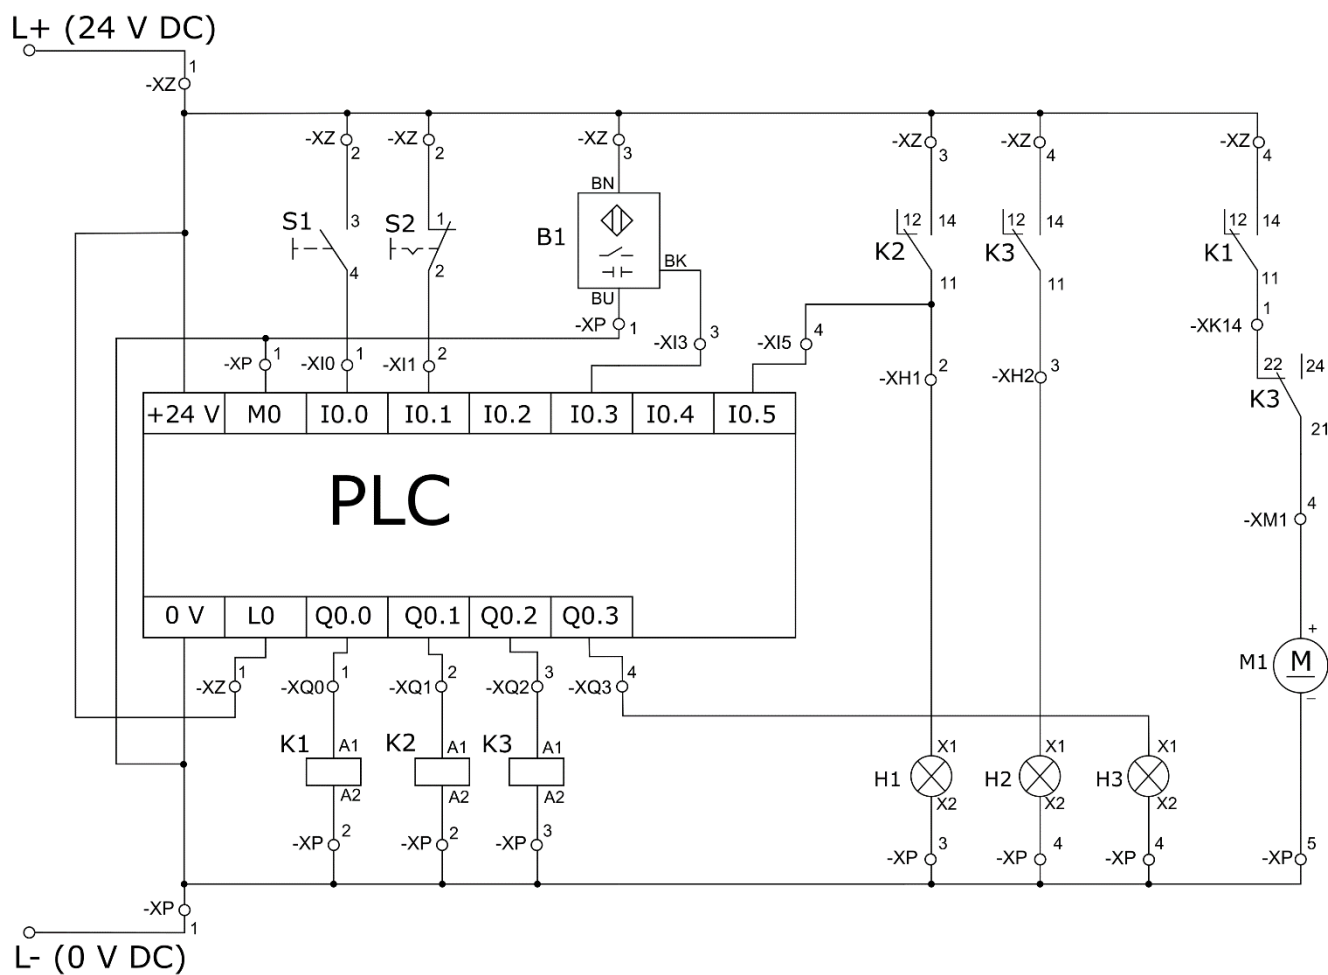 L+ (24 V DC)
1
-XZ
-XZ
2
-XZ
2
-XZ
3
-XZ
3
-XZ
4
-XZ
4
BN
S1
3
4
S2
1
2
B1
BK
BU
12
14
K2
11
12
14
K3
11
12
14
K1
11
-XP
1
-XP
1
-XI0
1
-XI1
2
-XI3
3
-XI5
4
-XH1
2
-XH2
3
-XK14
1
22
24
K3
21
+24 V
M0
I0.0
I0.1
I0.2
I0.3
I0.4
I0.5
PLC
-XM1
4
0 V
L0
Q0.0
Q0.1
Q0.2
Q0.3
-XZ
1
-XQ0
1
-XQ1
2
-XQ2
3
-XQ3
4
+
M1
M
–
K1
A1
A2
K2
A1
A2
K3
A1
A2
H1
X1
X2
H2
X1
X2
H3
X1
X2
-XP
2
-XP
2
-XP
3
-XP
3
-XP
4
-XP
4
-XP
5
-XP
1
L- (0 V DC)